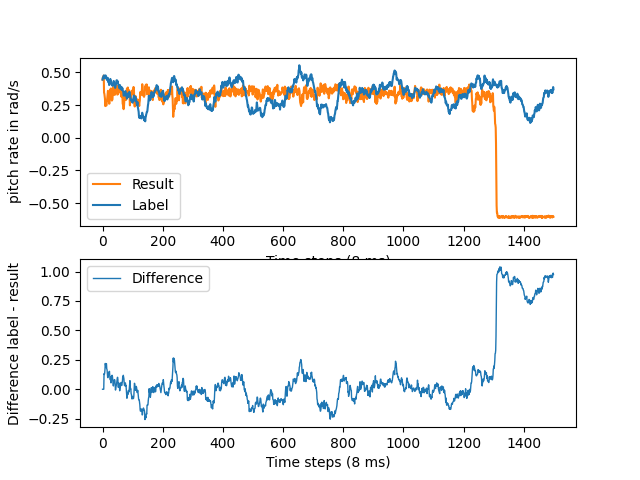 pitch rate in rad/s
0.50
0.25
0.00
−0.25
−0.50
Result
Label
0 200 400 600 800 1000 1200 1400
Time steps (8 ms)
Difference label - result
1.00
0.75
0.50
0.25
0.00
−0.25
Difference
0 200 400 600 800 1000 1200 1400
Time steps (8 ms)